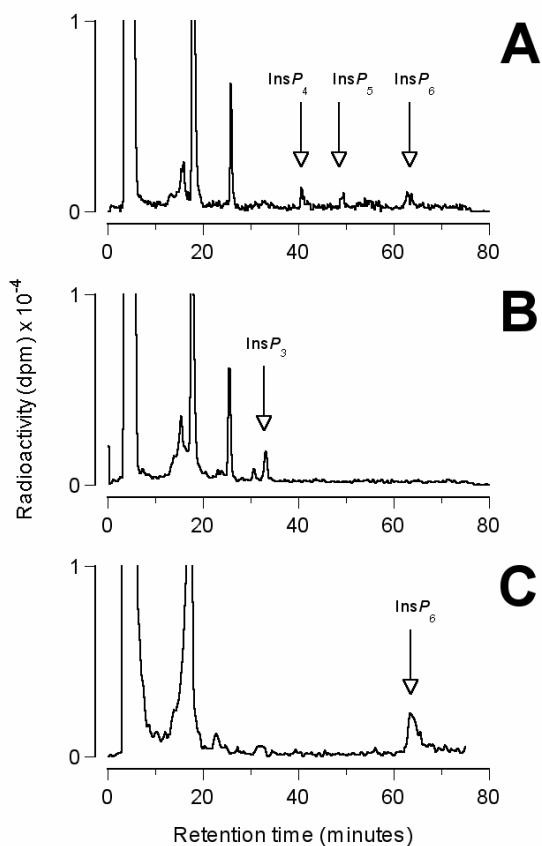 1
A
InsP4 InsP5 InsP6
0
0 20 40 60 80
1
B
InsP3
0
0 20 40 60 80
1
C
InsP6
0
0 20 40 60 80
Radioactivity (dpm) x 10⁻⁴
Retention time (minutes)